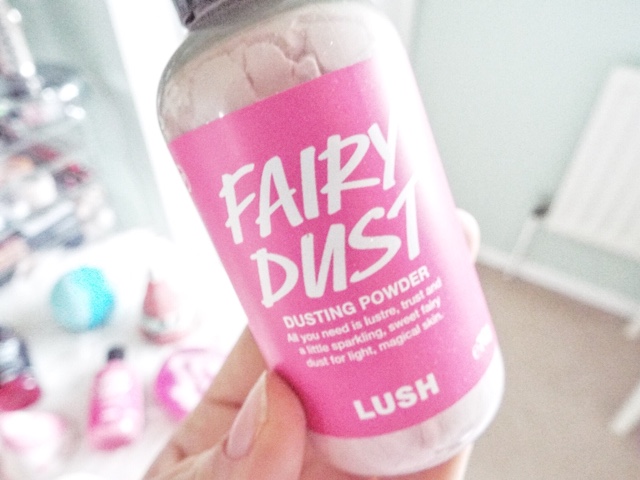 FAIRY
DUST
DUSTING POWDER
All you need is lustre, trust and
a little sparkling, sweet fairy
dust for light, magical skin.
LUSH